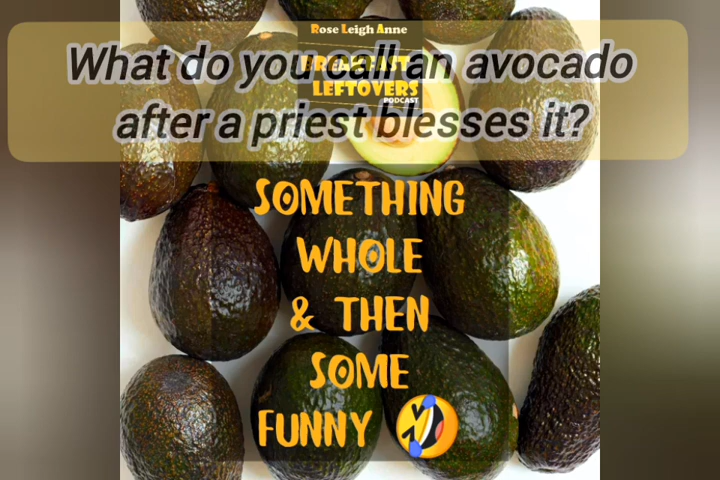 Rose Leigh Anne
BREAKFAST
LEFTOVERS
PODCAST
What do you call an avocado
after a priest blesses it?
SOMETHING
WHOLE
& THEN
SOME
FUNNY 🤣